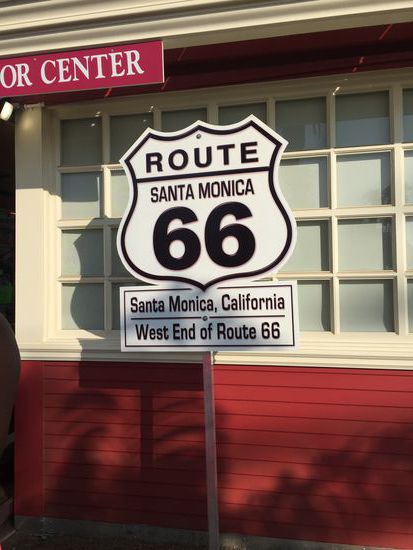 OR CENTER
ROUTE
SANTA MONICA
66
Santa Monica, California
West End of Route 66